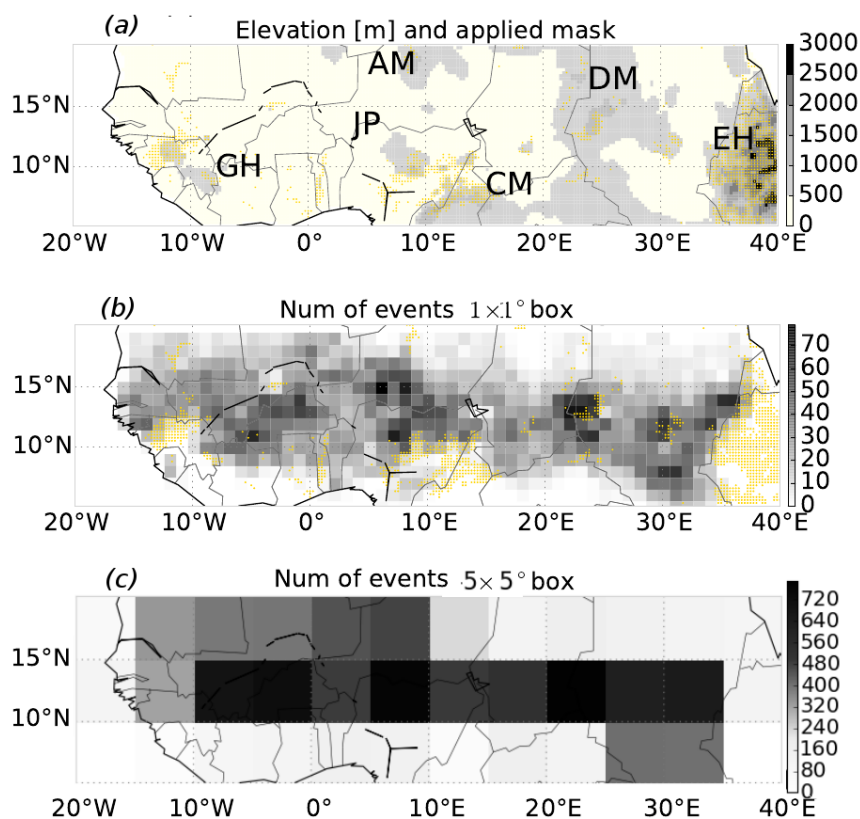 (a)
Elevation [m] and applied mask
AM
DM
JP
EH
GH
CM
15°N
10°N
3000
2500
2000
1500
1000
500
0
20°W 10°W 0° 10°E 20°E 30°E 40°E
(b)
Num of events 1×1° box
15°N
10°N
70
60
50
40
30
20
10
0
20°W 10°W 0° 10°E 20°E 30°E 40°E
(c)
Num of events 5×5° box
15°N
10°N
720
640
560
480
400
320
240
160
80
0
20°W 10°W 0° 10°E 20°E 30°E 40°E